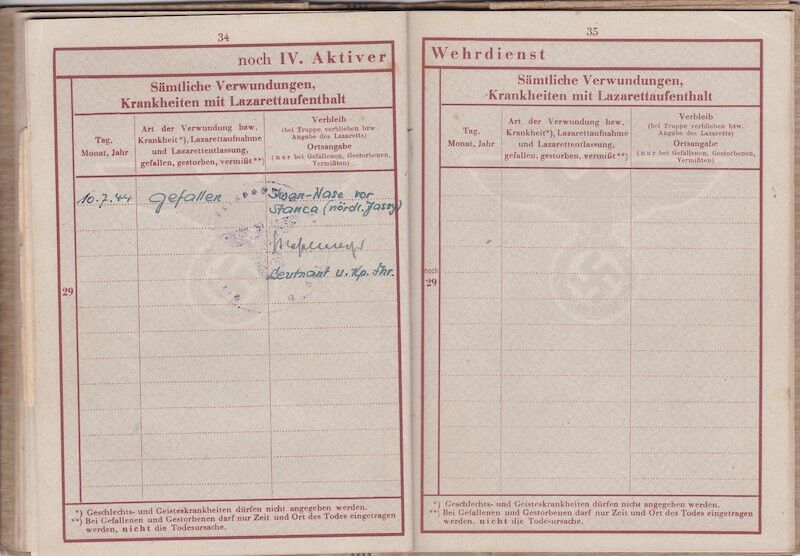 34
noch IV. Aktiver
Sämtliche Verwundungen,
Krankheiten mit Lazarettaufenthalt
Tag,
Monat, Jahr
Art der Verwundung bzw.
Krankheit*), Lazarettaufnahme
und Lazarettentlassung,
gefallen, gestorben, vermißt**)
Verbleib
(bei Truppe verblieben bzw.
Angabe des Lazaretts)
Ortsangabe
(nur bei Gefallenen, Gestorbenen,
Vermißten)
29
10.7.44 gefallen
-Nase vor
Stanca (nördl. Jassy)
Leutnant u. Kp. Fhr.
*) Geschlechts- und Geisteskrankheiten dürfen nicht angegeben werden.
**) Bei Gefallenen und Gestorbenen darf nur Zeit und Ort des Todes eingetragen
werden, nicht die Todesursache.
35
Wehrdienst
Sämtliche Verwundungen,
Krankheiten mit Lazarettaufenthalt
Tag,
Monat, Jahr
Art der Verwundung bzw.
Krankheit*), Lazarettaufnahme
und Lazarettentlassung,
gefallen, gestorben, vermißt**)
Verbleib
(bei Truppe verblieben bzw.
Angabe des Lazaretts)
Ortsangabe
(nur bei Gefallenen, Gestorbenen,
Vermißten)
noch
29
*) Geschlechts- und Geisteskrankheiten dürfen nicht angegeben werden.
**) Bei Gefallenen und Gestorbenen darf nur Zeit und Ort des Todes eingetragen
werden, nicht die Todesursache.